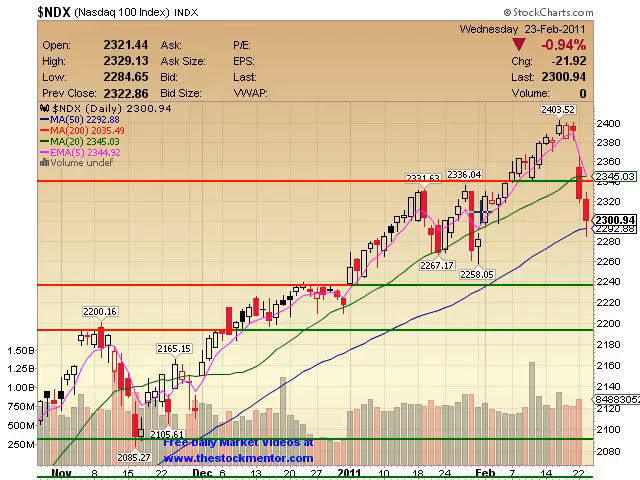 $NDX (Nasdaq 100 Index) INDX © StockCharts.com
Wednesday 23-Feb-2011
Open: 2321.44 Ask: P/E: -0.94%
High: 2329.13 Ask Size: EPS: Chg: -21.92
Low: 2284.65 Bid: Last: Last: 2300.94
Prev Close: 2322.86 Bid Size: VWAP: Volume: 0
$NDX (Daily) 2300.94
MA(50) 2292.88
MA(200) 2035.49
MA(20) 2345.03
EMA(5) 2344.92
Volume undef
2403.52
2400
2380
2360
2345.03
2340
2331.63 2336.04
2320
2300.94
2292.88
2280
2267.17
2258.05
2260
2240
2220
2200.16
2200
2180
2165.15
1.50B
2160
1.25B
1.00B 2140
750M 84883052
2120
500M
2105.61
2100
250M
Free Daily Market Videos at
www.thestockmentor.com
2085.27
2080
Nov 8 15 22 Dec 6 13 20 27 2011 10 18 24 Feb 7 14 22